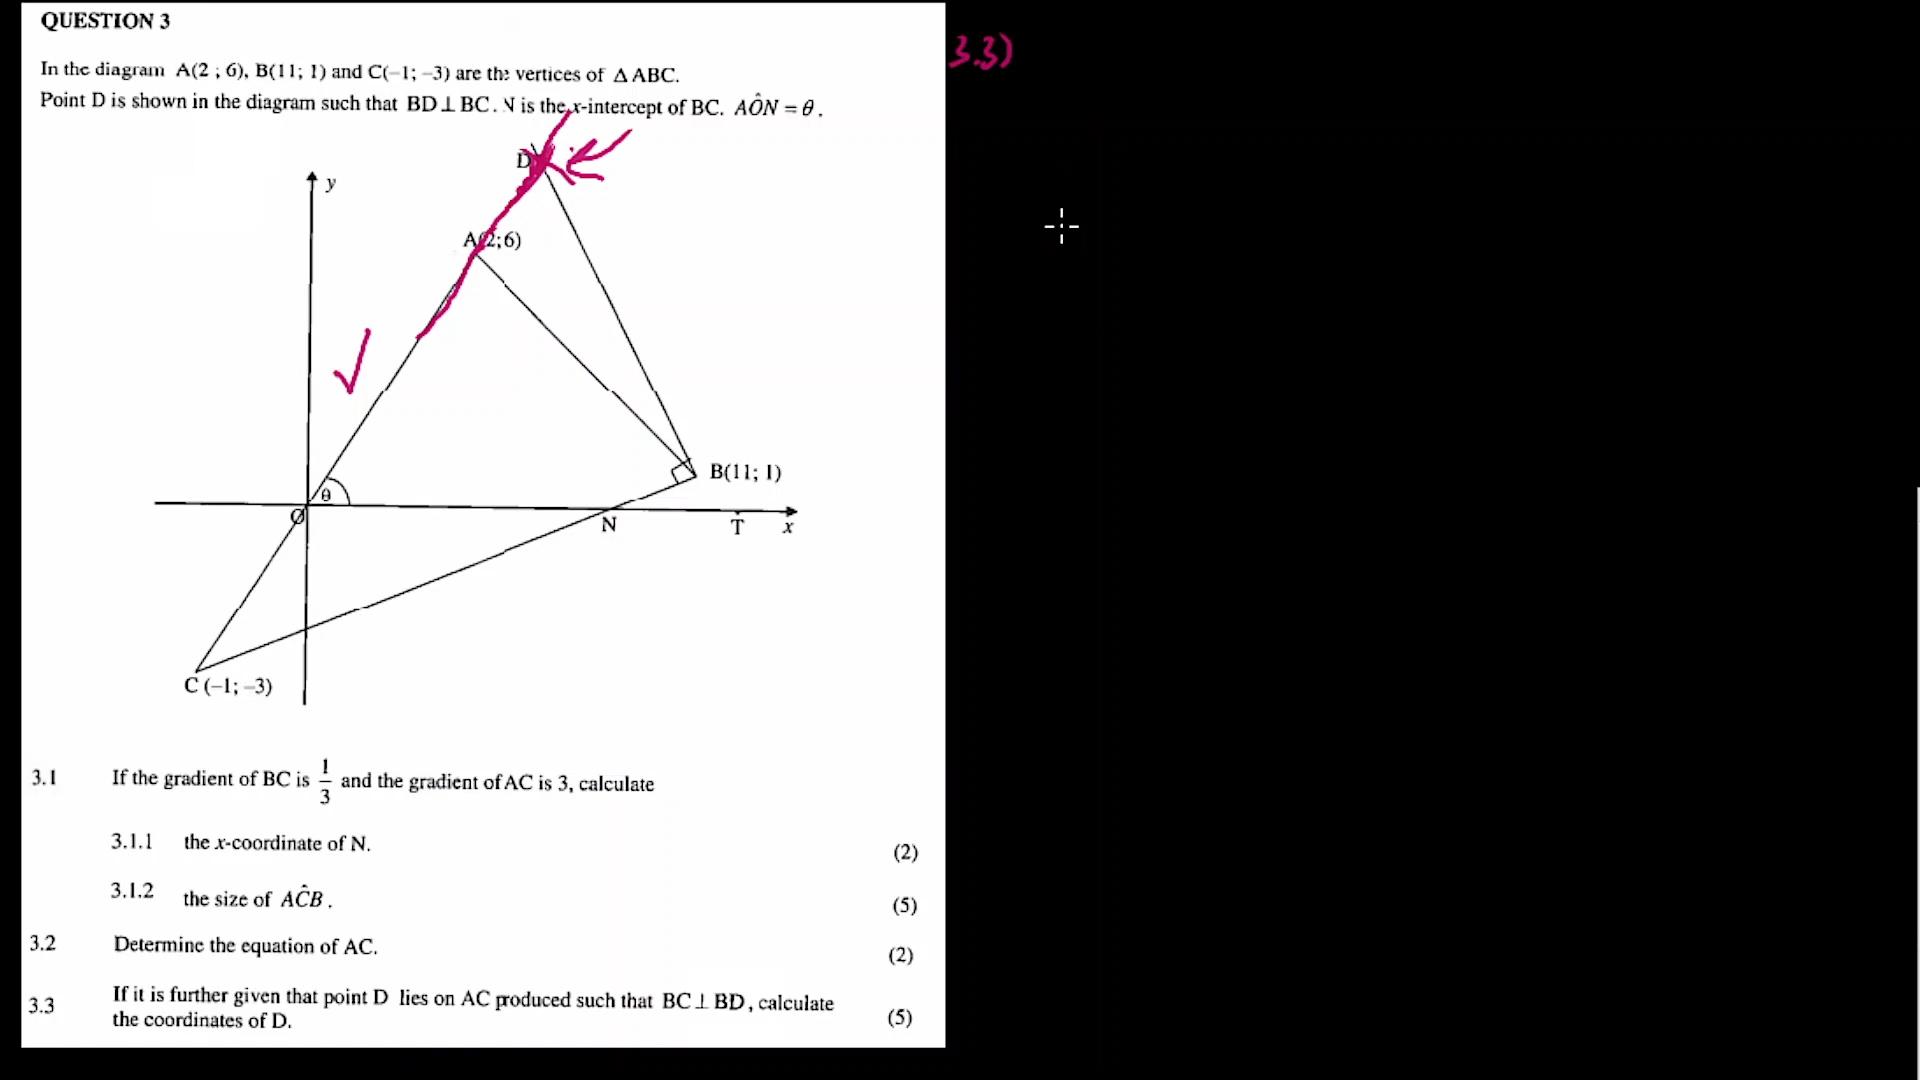 QUESTION 3
3.3)
In the diagram A(2 ; 6), B(11; 1) and C(−1; −3) are the vertices of Δ ABC.
Point D is shown in the diagram such that BD ⊥ BC. N is the x-intercept of BC. AÔN = θ.
D
y
A(2;6)
B(11; 1)
θ
O
N
T
x
C (−1; −3)
3.1 If the gradient of BC is 1/3 and the gradient of AC is 3, calculate
3.1.1 the x-coordinate of N. (2)
3.1.2 the size of AĈB. (5)
3.2 Determine the equation of AC. (2)
3.3 If it is further given that point D lies on AC produced such that BC ⊥ BD, calculate
the coordinates of D. (5)